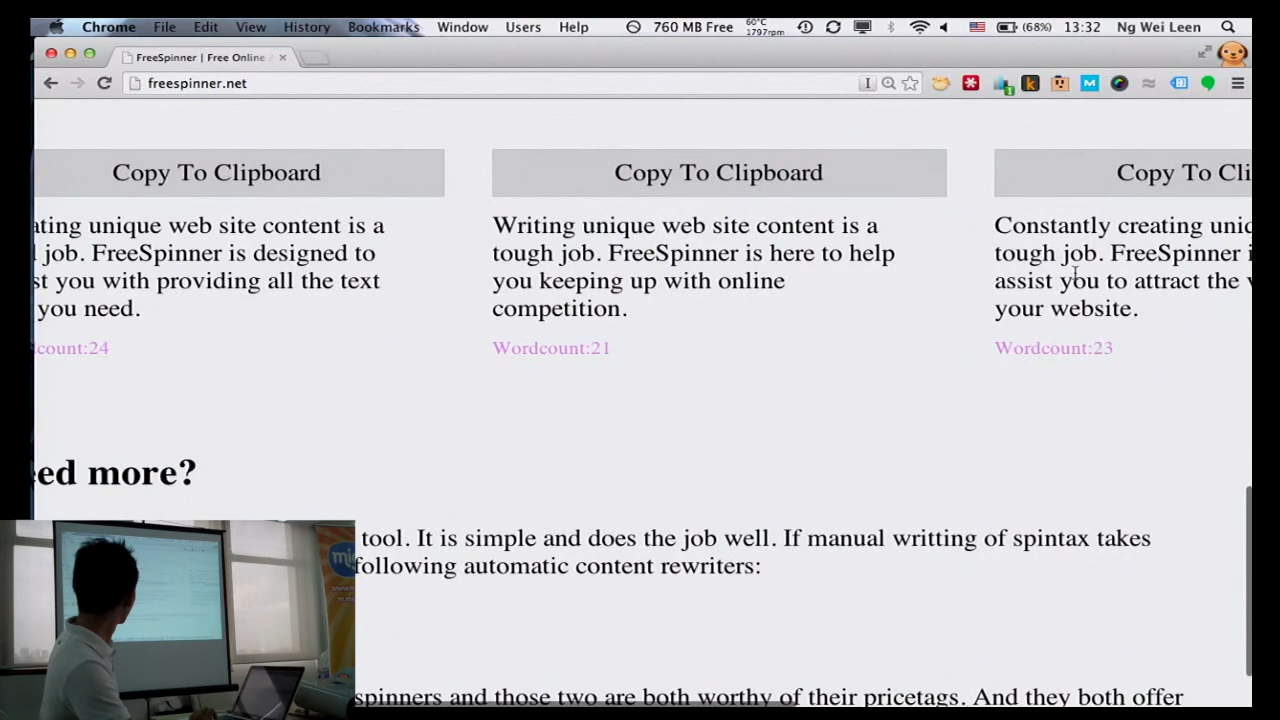 Chrome File Edit View History Bookmarks Window Users Help 760 MB Free 60°C 1797rpm (68%) 13:32 Ng Wei Leen
FreeSpinner | Free Online
freespinner.net
Copy To Clipboard
Copy To Clipboard
Copy To Cli
ating unique web site content is a
job. FreeSpinner is designed to
st you with providing all the text
you need.
count:24
Writing unique web site content is a
tough job. FreeSpinner is here to help
you keeping up with online
competition.
Wordcount:21
Constantly creating uniq
tough job. FreeSpinner i
assist you to attract the v
your website.
Wordcount:23
eed more?
tool. It is simple and does the job well. If manual writting of spintax takes
following automatic content rewriters:
spinners and those two are both worthy of their pricetags. And they both offer